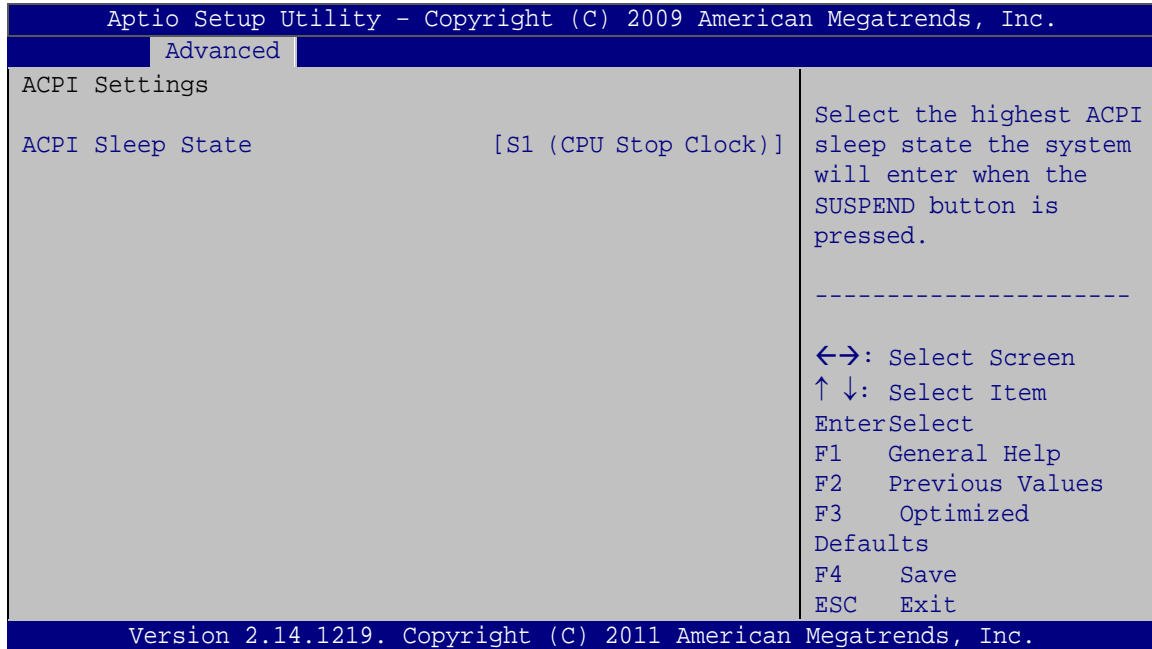 Aptio Setup Utility – Copyright (C) 2009 American Megatrends, Inc.
Advanced
ACPI Settings
ACPI Sleep State [S1 (CPU Stop Clock)]
Select the highest ACPI
sleep state the system
will enter when the
SUSPEND button is
pressed.
----------------------
←→: Select Screen
↑ ↓: Select Item
EnterSelect
F1 General Help
F2 Previous Values
F3 Optimized
Defaults
F4 Save
ESC Exit
Version 2.14.1219. Copyright (C) 2011 American Megatrends, Inc.